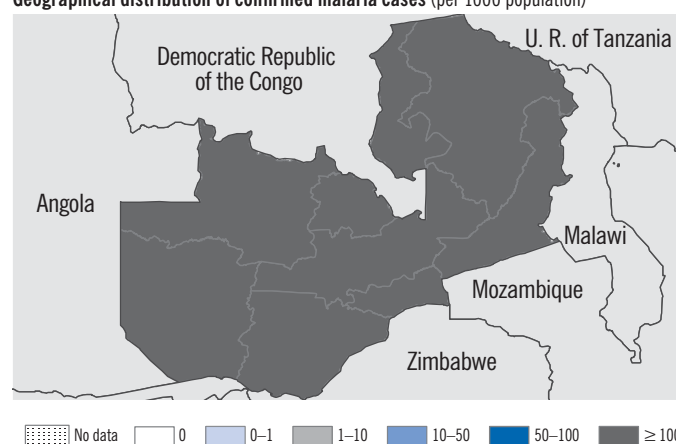 Geographical distribution of confirmed malaria cases (per 1000 population)
U. R. of Tanzania
Democratic Republic
of the Congo
Angola
Malawi
Mozambique
Zimbabwe
No data 0 0–1 1–10 10–50 50–100 ≥ 100